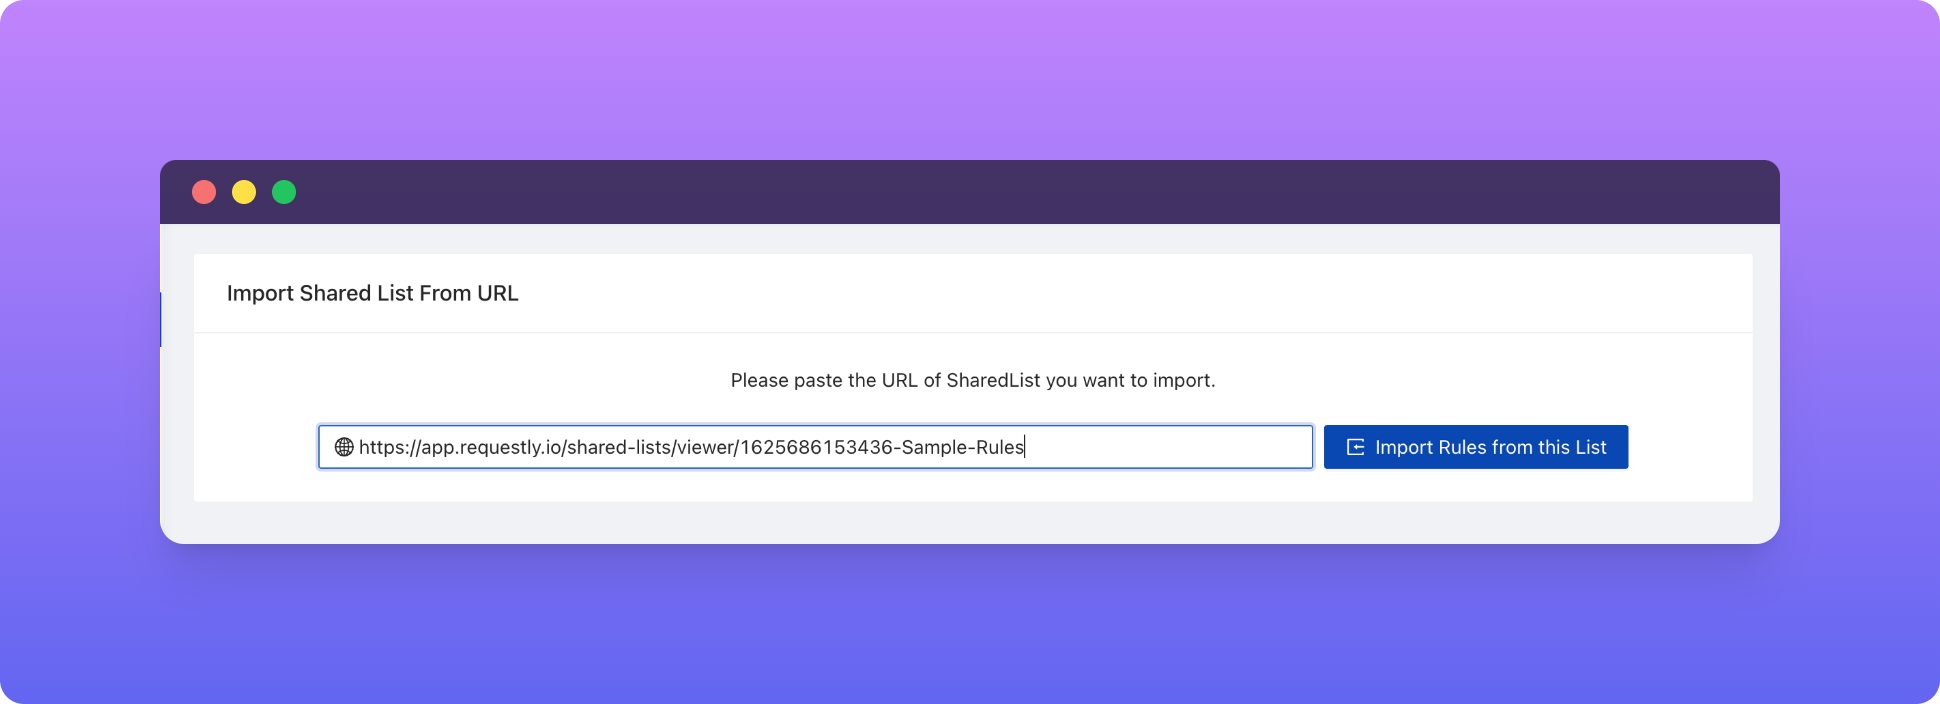 Import Shared List From URL
Please paste the URL of SharedList you want to import.
https://app.requestly.io/shared-lists/viewer/1625686153436-Sample-Rules
Import Rules from this List